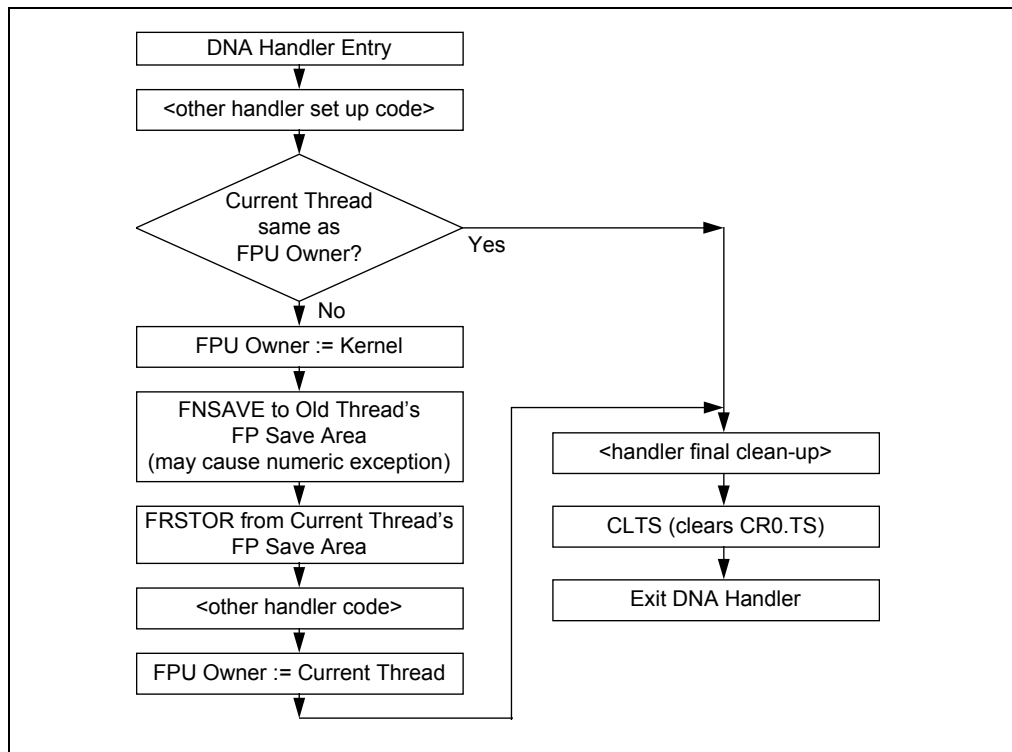 DNA Handler Entry
<other handler set up code>
Current Thread
same as
FPU Owner?
Yes
No
FPU Owner := Kernel
FNSAVE to Old Thread’s
FP Save Area
(may cause numeric exception)
FRSTOR from Current Thread’s
FP Save Area
<other handler code>
FPU Owner := Current Thread
<handler final clean-up>
CLTS (clears CR0.TS)
Exit DNA Handler